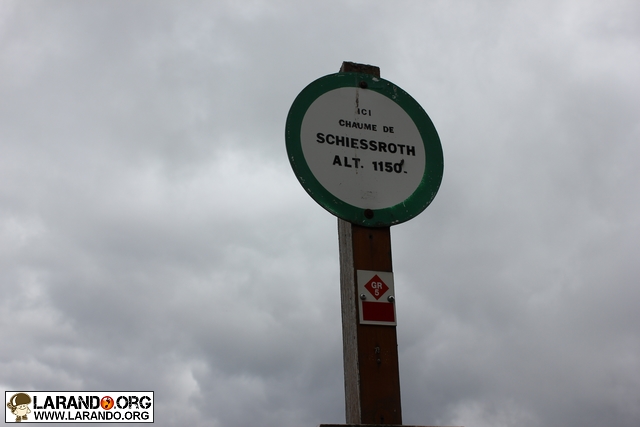 ICI
CHAUME DE
SCHIESSROTH
ALT. 1150.
GR
5
LARANDO.ORG
WWW.LARANDO.ORG